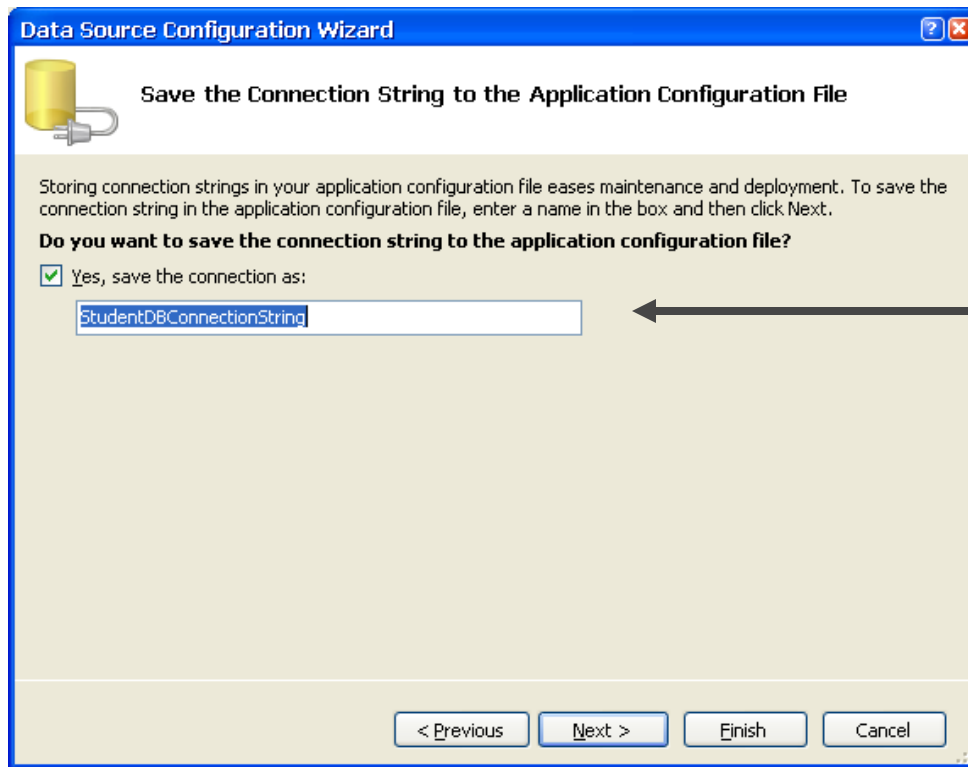 Data Source Configuration Wizard
?
Save the Connection String to the Application Configuration File
Storing connection strings in your application configuration file eases maintenance and deployment. To save the
connection string in the application configuration file, enter a name in the box and then click Next.
Do you want to save the connection string to the application configuration file?
Yes, save the connection as:
StudentDBConnectionString
< Previous Next > Finish Cancel